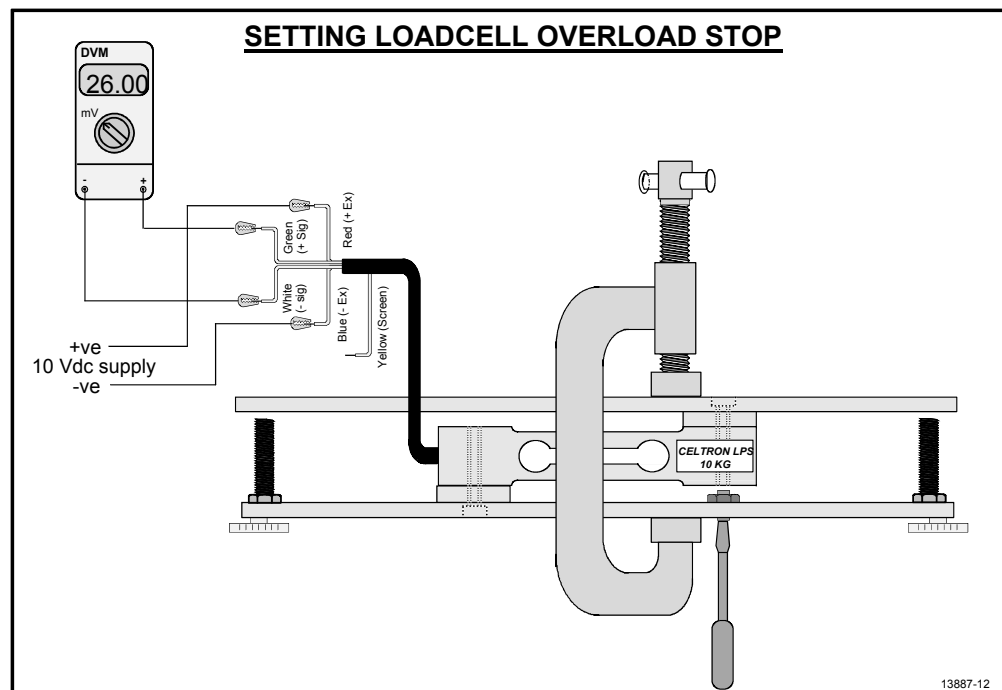 SETTING LOADCELL OVERLOAD STOP
DVM
26.00
mV
- +
Green
(+ Sig)
Red (+ Ex)
White
(- sig)
Blue (- Ex)
Yellow (Screen)
+ve
10 Vdc supply
-ve
CELTRON LPS
10 KG
13887-12